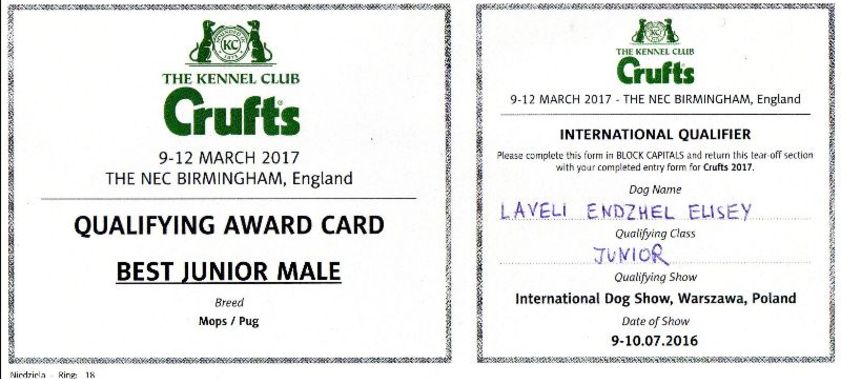 KC
THE KENNEL CLUB
Crufts
9-12 MARCH 2017
THE NEC BIRMINGHAM, England
QUALIFYING AWARD CARD
BEST JUNIOR MALE
Breed
Mops / Pug
Niedziela - Ring: 18
KC
THE KENNEL CLUB
Crufts
9-12 MARCH 2017 - THE NEC BIRMINGHAM, England
INTERNATIONAL QUALIFIER
Please complete this form in BLOCK CAPITALS and return this tear-off section
with your completed entry form for Crufts 2017.
Dog Name
LAVELI ENDZHEL ELISEY
Qualifying Class
JUNIOR
Qualifying Show
International Dog Show, Warszawa, Poland
Date of Show
9-10.07.2016